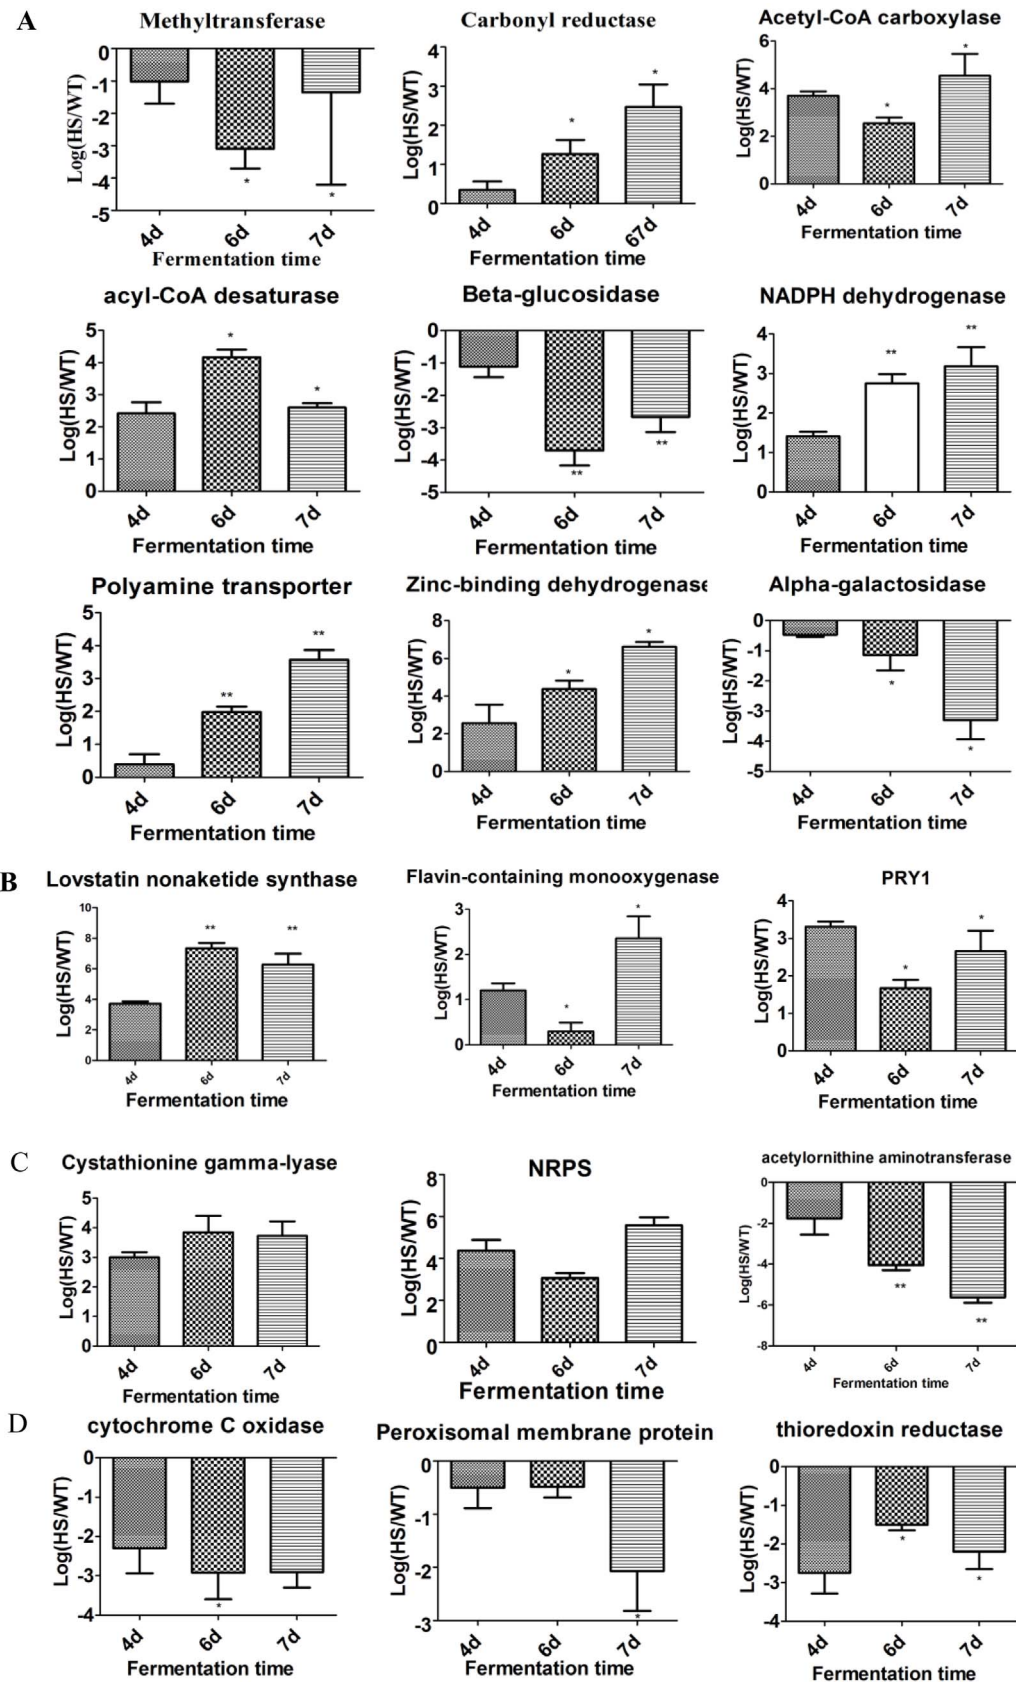 A
Methyltransferase
Log(HS/WT)
0
-1
-2
-3
-4
-5
*
*
4d
6d
7d
Fermentation time
Carbonyl reductase
Log(HS/WT)
4
3
2
1
0
*
*
4d
6d
67d
Fermentation time
Acetyl-CoA carboxylase
Log(HS/WT)
6
4
2
0
*
*
4d
6d
7d
Fermentation time
acyl-CoA desaturase
Log(HS/WT)
5
4
3
2
1
0
*
*
4d
6d
7d
Fermentation time
Beta-glucosidase
Log(HS/WT)
0
-1
-2
-3
-4
-5
**
**
4d
6d
7d
Fermentation time
NADPH dehydrogenase
Log(HS/WT)
4
3
2
1
0
**
**
4d
6d
7d
Fermentation time
Polyamine transporter
Log(HS/WT)
5
4
3
2
1
0
**
**
4d
6d
7d
Fermentation time
Zinc-binding dehydrogenase
Log(HS/WT)
8
6
4
2
0
*
*
4d
6d
7d
Fermentation time
Alpha-galactosidase
Log(HS/WT)
0
-1
-2
-3
-4
-5
*
*
4d
6d
7d
Fermentation time
B
Lovstatin nonaketide synthase
Log(HS/WT)
10
8
6
4
2
0
**
**
4d
6d
7d
Fermentation time
Flavin-containing monooxygenase
Log(HS/WT)
3
2
1
0
*
*
4d
6d
7d
Fermentation time
PRY1
Log(HS/WT)
4
3
2
1
0
*
*
4d
6d
7d
Fermentation time
C
Cystathionine gamma-lyase
Log(HS/WT)
5
4
3
2
1
0
4d
6d
7d
Fermentation time
NRPS
Log(HS/WT)
8
6
4
2
0
4d
6d
7d
Fermentation time
acetylornithine aminotransferase
Log(HS/WT)
0
-2
-4
-6
-8
**
**
4d
6d
7d
Fermentation time
D
cytochrome C oxidase
Log(HS/WT)
0
-1
-2
-3
-4
*
4d
6d
7d
Fermentation time
Peroxisomal membrane protein
Log(HS/WT)
0
-1
-2
-3
*
4d
6d
7d
Fermentation time
thioredoxin reductase
Log(HS/WT)
0
-1
-2
-3
-4
*
*
4d
6d
7d
Fermentation time